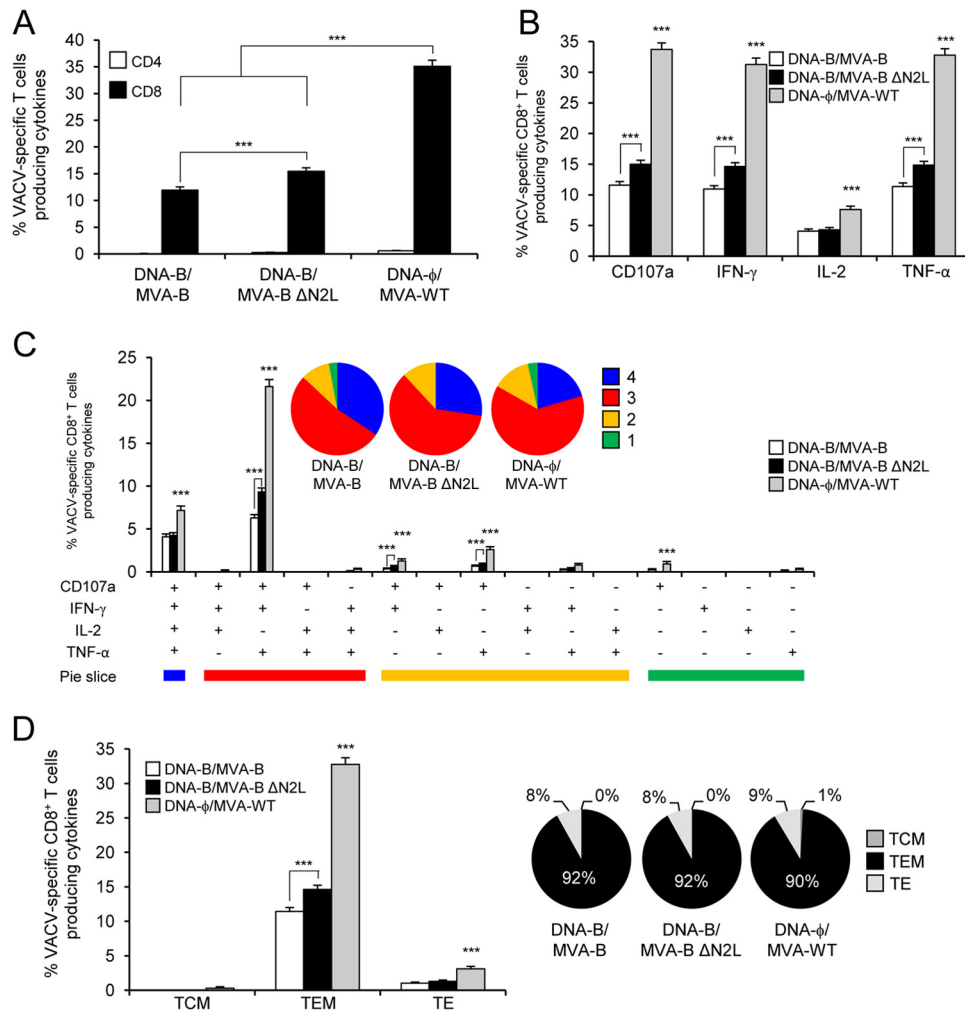 A
% VACV-specific T cells
producing cytokines
40
35
30
25
20
15
10
5
0
CD4
CD8
***
***
DNA-B/
MVA-B
DNA-B/
MVA-B ΔN2L
DNA-ϕ/
MVA-WT
B
% VACV-specific CD8⁺ T cells
producing cytokines
35
30
25
20
15
10
5
0
DNA-B/MVA-B
DNA-B/MVA-B ΔN2L
DNA-ϕ/MVA-WT
*** *** *** ***
*** *** ***
CD107a IFN-γ IL-2 TNF-α
C
% VACV-specific CD8⁺ T cells
producing cytokines
25
20
15
10
5
0
*** *** *** *** *** *** *** ***
DNA-B/
MVA-B
DNA-B/
MVA-B ΔN2L
DNA-ϕ/
MVA-WT
4
3
2
1
DNA-B/MVA-B
DNA-B/MVA-B ΔN2L
DNA-ϕ/MVA-WT
CD107a + + + + - + + + - - - + - - -
IFN-γ + + + - + + - - + + - - + - -
IL-2 + + - + + - + - + - + - - + -
TNF-α + - + + + - - + - + + - - - +
Pie slice
D
% VACV-specific CD8⁺ T cells
producing cytokines
35
30
25
20
15
10
5
0
DNA-B/MVA-B
DNA-B/MVA-B ΔN2L
DNA-ϕ/MVA-WT
***
***
***
TCM TEM TE
8% 0%
92%
DNA-B/
MVA-B
8% 0%
92%
DNA-B/
MVA-B ΔN2L
9% 1%
90%
DNA-ϕ/
MVA-WT
TCM
TEM
TE